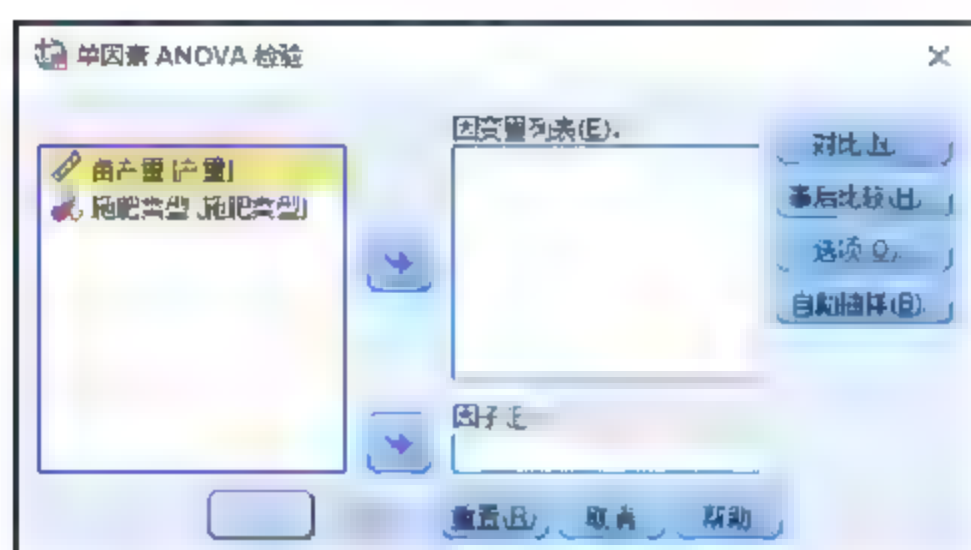 单因素 ANOVA 检验
亩产量 [产量]
施肥类型 [施肥类型]
因变量列表(E):
因子
对比
事后比较(H)
选项
自助抽样(B)
重置(R)
取消
帮助